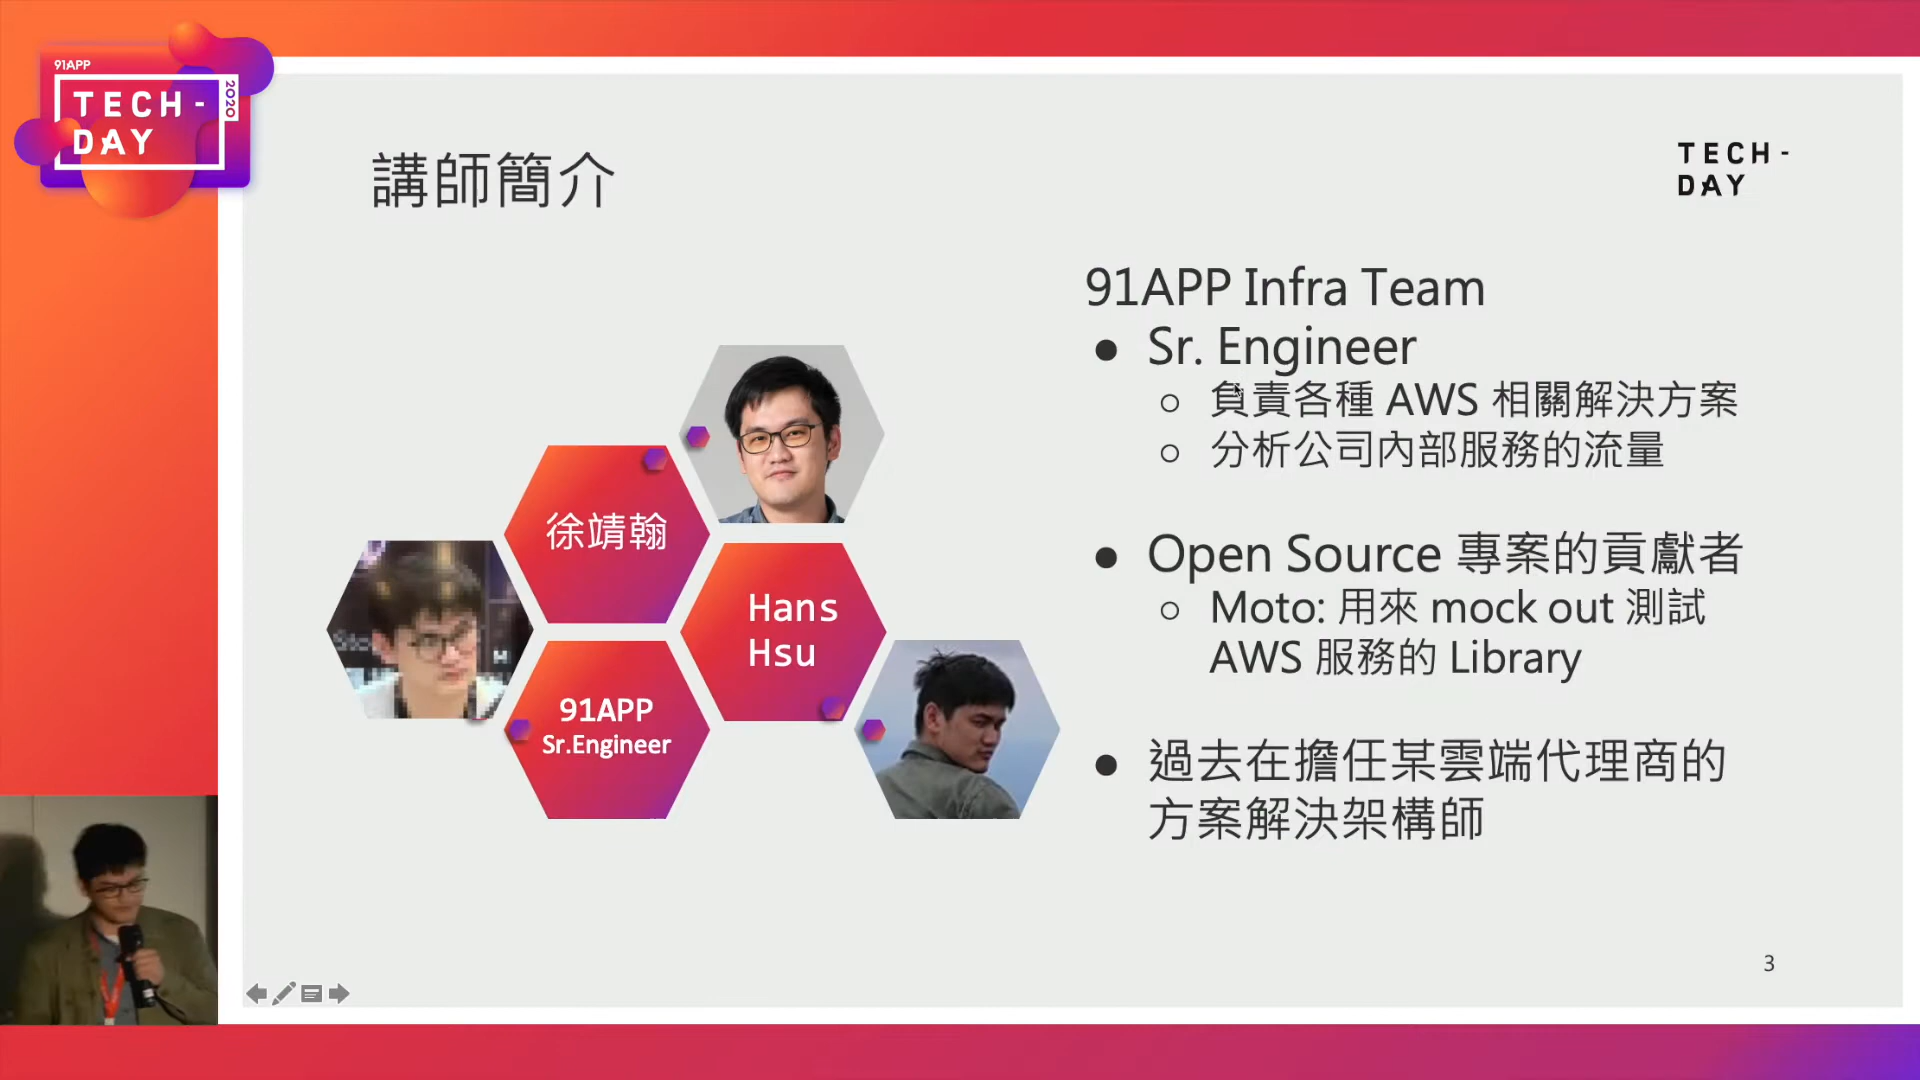 91APP
TECH-
DAY
2020
講師簡介
TECH-
DAY
徐靖翰
Hans
Hsu
91APP
Sr.Engineer
91APP Infra Team
● Sr. Engineer
○ 負責各種 AWS 相關解決方案
○ 分析公司內部服務的流量
● Open Source 專案的貢獻者
○ Moto: 用來 mock out 測試
AWS 服務的 Library
● 過去在擔任某雲端代理商的
方案解決架構師
3